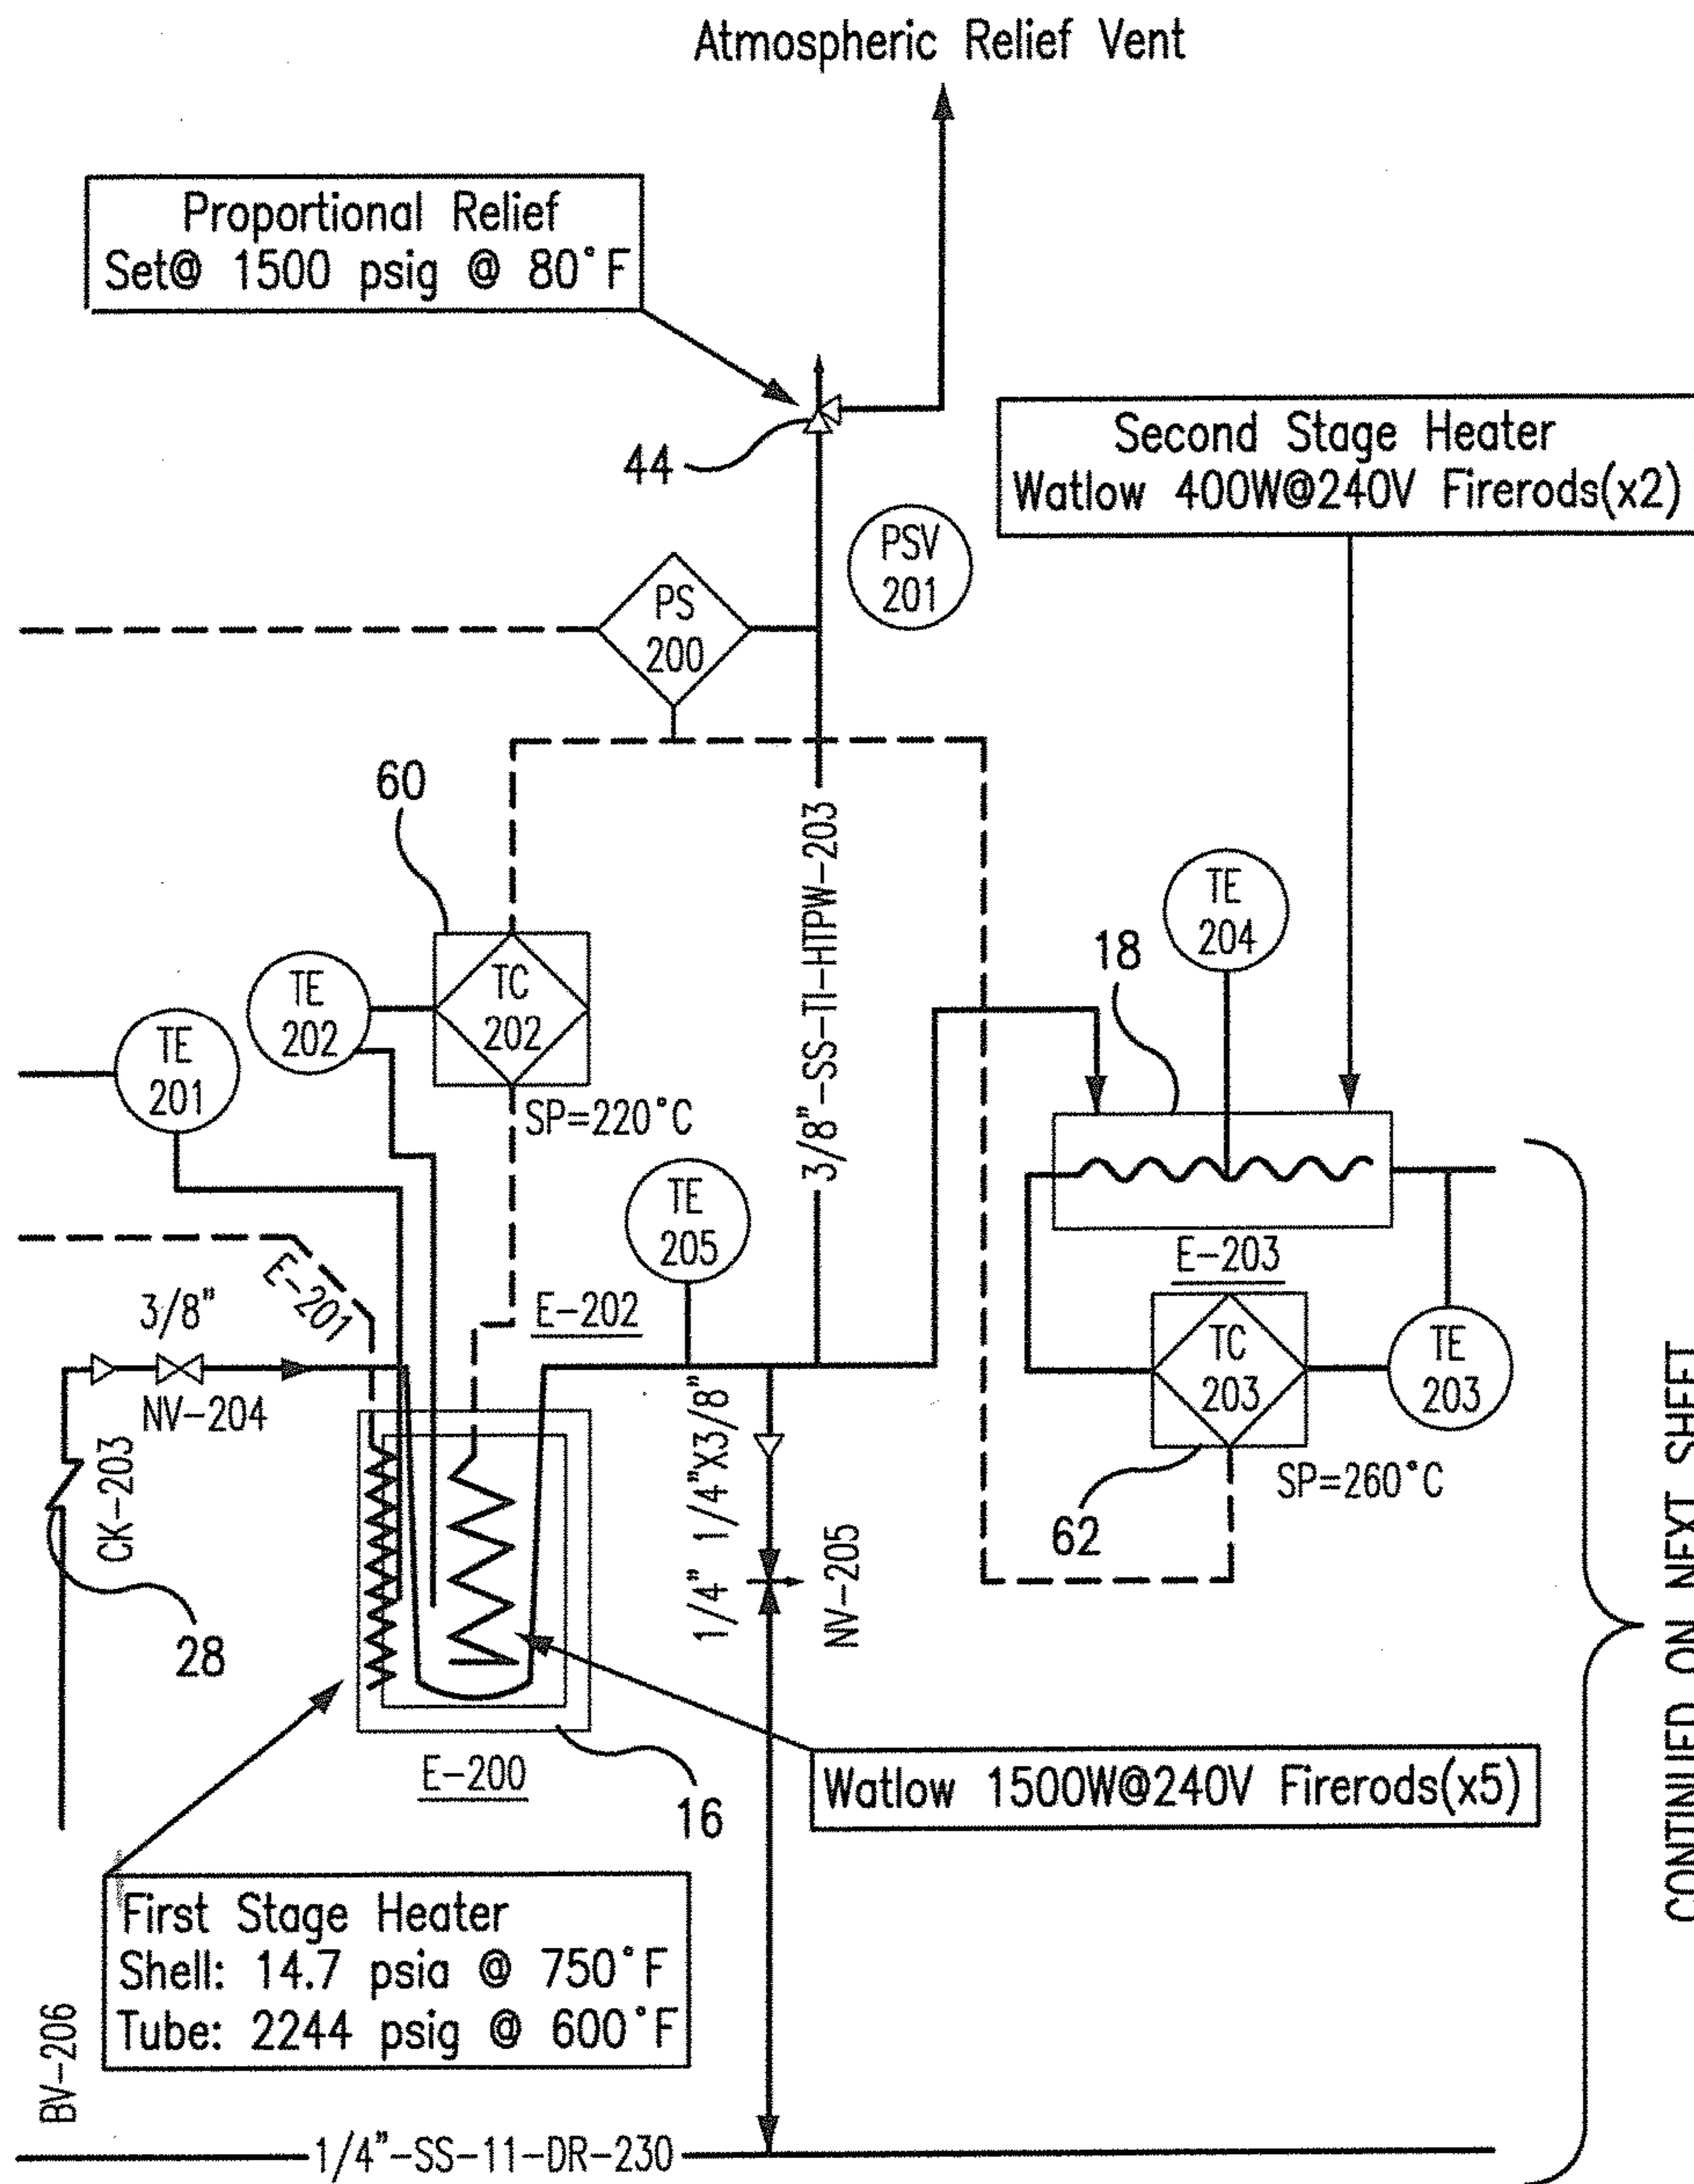 Atmospheric Relief Vent
Proportional Relief
Set@ 1500 psig @ 80°F
44
Second Stage Heater
Watlow 400W@240V Firerods(x2)
PSV
201
PS
200
60
3/8"-SS-TI-HTPW-203
TE
204
18
TE
202
TC
202
TE
201
SP=220°C
TE
205
E-201
3/8"
E-202
E-203
NV-204
CK-203
TC
203
TE
203
1/4" 1/4"X3/8"
NV-205
SP=260°C
62
28
E-200
16
Watlow 1500W@240V Firerods(x5)
First Stage Heater
Shell: 14.7 psia @ 750°F
Tube: 2244 psig @ 600°F
BV-206
1/4"-SS-11-DR-230
CONTINUED ON NEXT SHEET